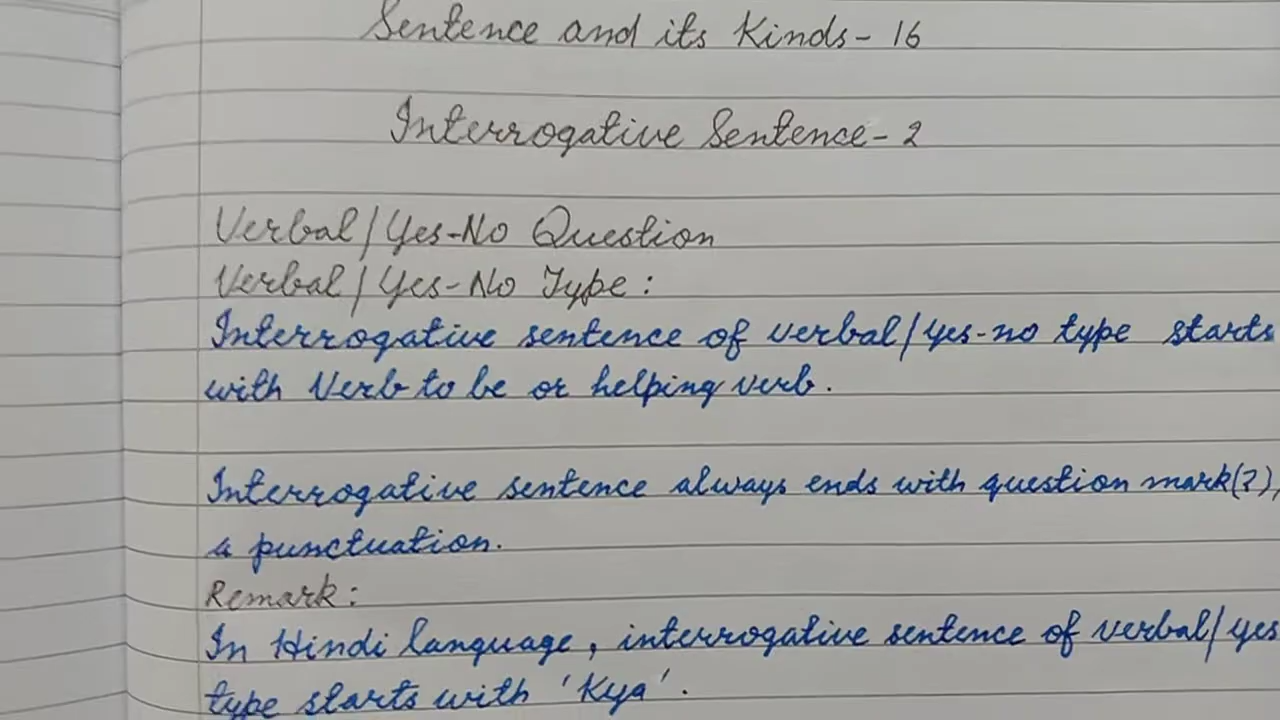 Sentence and its Kinds- 16
Interrogative Sentence- 2
Verbal/Yes-No Question
Verbal/Yes-No Type:
Interrogative sentence of verbal/yes-no type starts
with Verb to be or helping verb.
Interrogative sentence always ends with question mark(?),
a punctuation.
Remark:
In Hindi language, interrogative sentence of verbal/yes
type starts with 'Kya'.